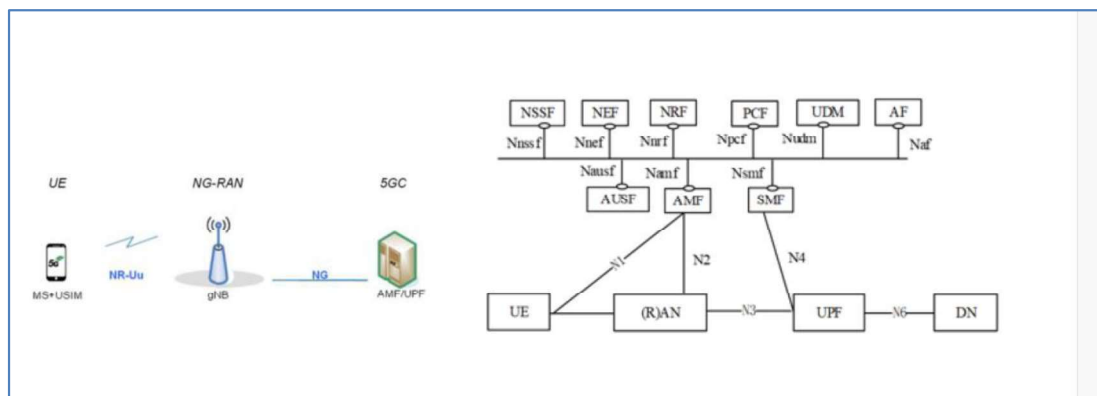 UE NG-RAN 5GC
5G
NR-Uu
NG
MS+USIM
gNB
AMF/UPF
NSSF NEF NRF PCF UDM AF
Nnssf Nnef Nnrf Npcf Nudm Naf
Nausf Namf Nsmf
AUSF AMF SMF
N1 N2 N4
UE (R)AN N3 UPF N6 DN